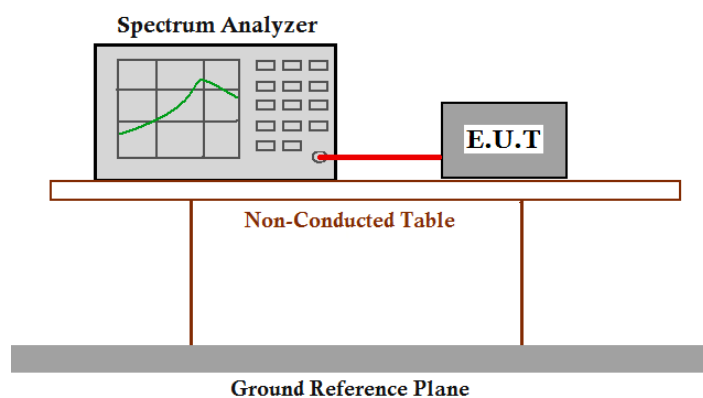 Spectrum Analyzer
E.U.T
Non-Conducted Table
Ground Reference Plane